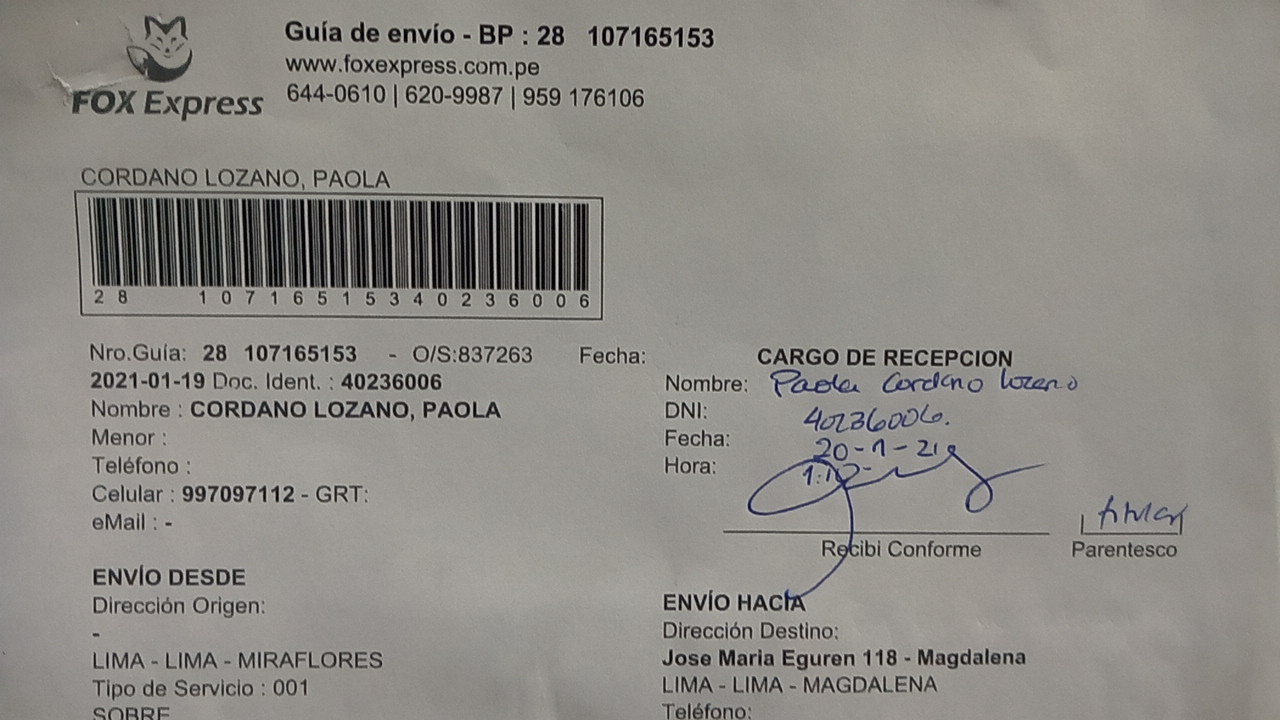 FOX Express
Guía de envío - BP : 28 107165153
www.foxexpress.com.pe
644-0610 | 620-9987 | 959 176106
CORDANO LOZANO, PAOLA
28 10716515340236006
Nro.Guía: 28 107165153 - O/S:837263 Fecha:
2021-01-19 Doc. Ident. : 40236006
Nombre : CORDANO LOZANO, PAOLA
Menor :
Teléfono :
Celular : 997097112 - GRT:
eMail : -
CARGO DE RECEPCION
Nombre: Paola Cordano Lozano
DNI: 40236006.
Fecha: 20-1-21
Hora:
Recibi Conforme
titular
Parentesco
ENVÍO DESDE
Dirección Origen:
-
LIMA - LIMA - MIRAFLORES
Tipo de Servicio : 001
SOBRE
ENVÍO HACIA
Dirección Destino:
Jose Maria Eguren 118 - Magdalena
LIMA - LIMA - MAGDALENA
Teléfono: